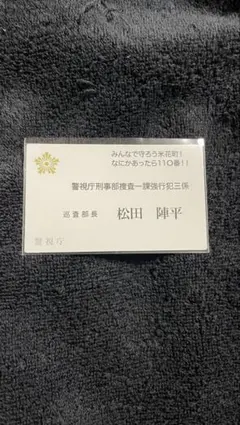 みんなで守ろう米花町！
なにかあったら110番！！
警視庁刑事部捜査一課強行犯三係
巡査部長　松田　陣平
警視庁